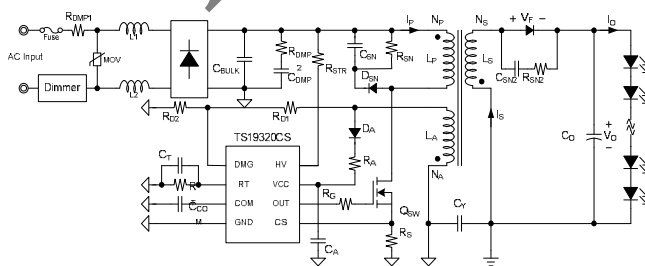 Fuse
RDMP1
L1
AC Input
MOV
Dimmer
L2
CBULK
RDMP
2
CDMP
RSTR
CSN
RSN
DSN
IP
NP
NS
LP
LS
+ VF -
CSN2
RSN2
IO
IS
CO
+
VO
-
RD2
RD1
TS19320CS
DA
RA
LA
NA
CT
R
CCO
M
DMG
HV
RT
VCC
COM
OUT
GND
CS
RG
QSW
RS
CA
CY